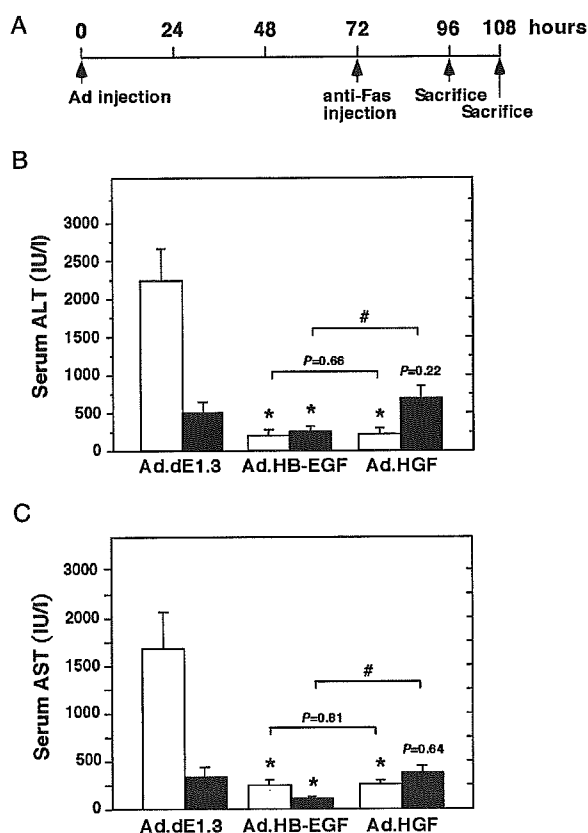 A
0 24 48 72 96 108 hours
Ad injection
anti-Fas injection
Sacrifice
Sacrifice
B
Serum ALT (IU/l)
3000
2500
2000
1500
1000
500
0
#
P=0.66
P=0.22
* * *
Ad.dE1.3 Ad.HB-EGF Ad.HGF
C
Serum AST (IU/l)
3000
2000
1500
1000
500
0
#
P=0.81
P=0.64
* * *
Ad.dE1.3 Ad.HB-EGF Ad.HGF